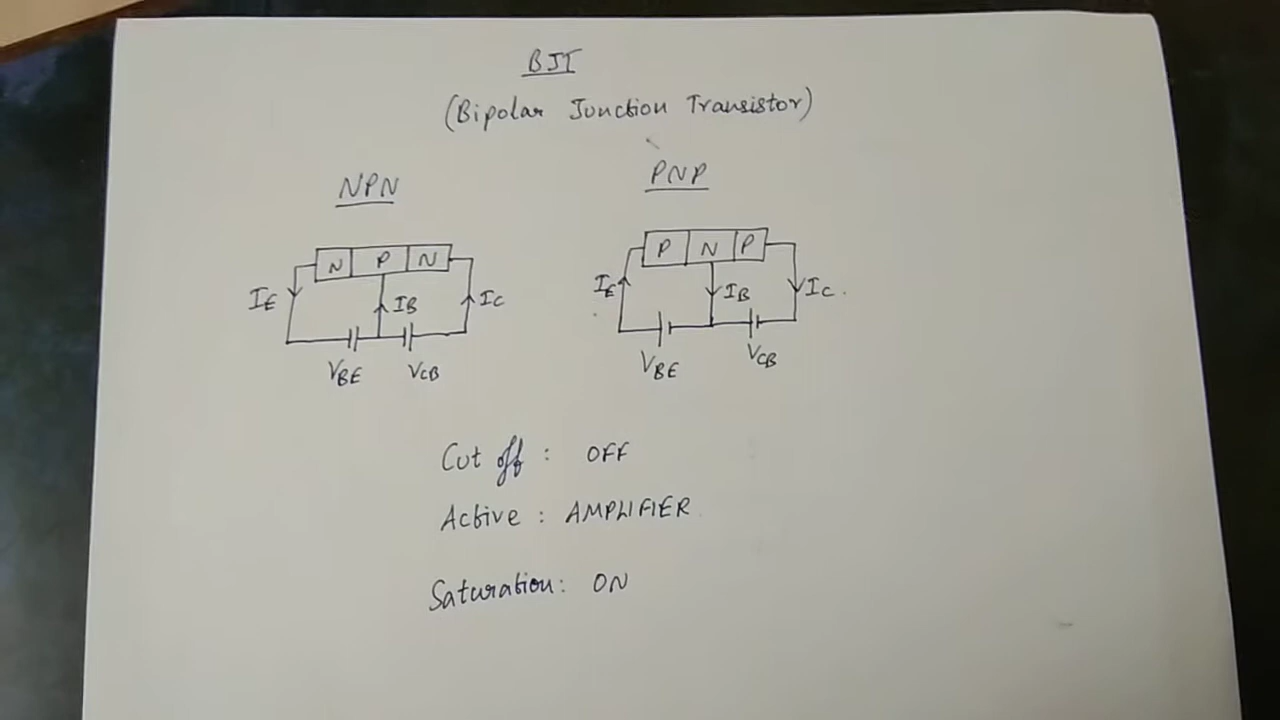 BJT
(Bipolar Junction Transistor)
NPN
PNP
N P N
P N P
IE IB IC
IE IB IC.
VBE VCB
VBE VCB
Cut off : OFF
Active : AMPLIFIER
Saturation: ON